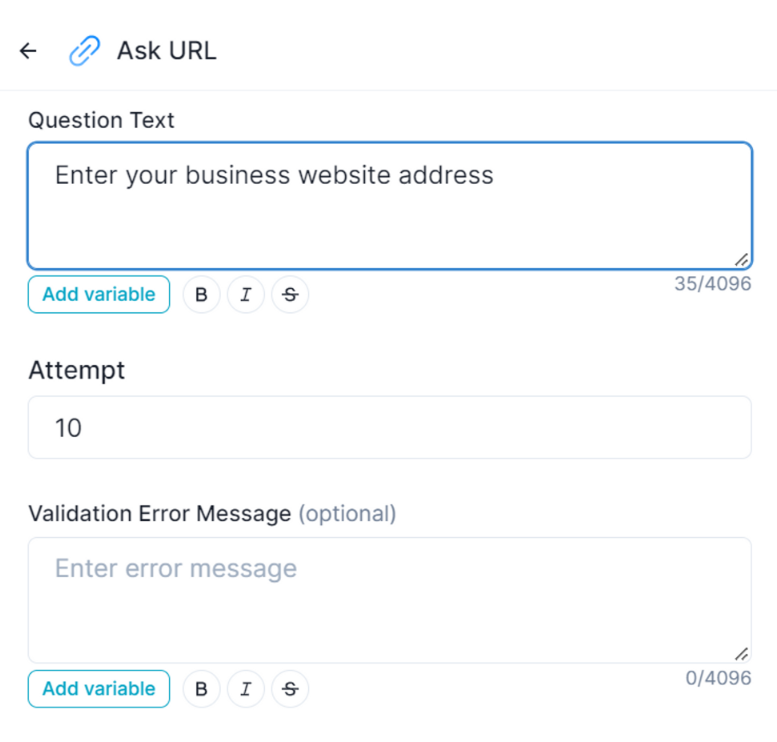 Ask URL
Question Text
Enter your business website address
Add variable B I S 35/4096
Attempt
10
Validation Error Message (optional)
Enter error message
Add variable B I S 0/4096